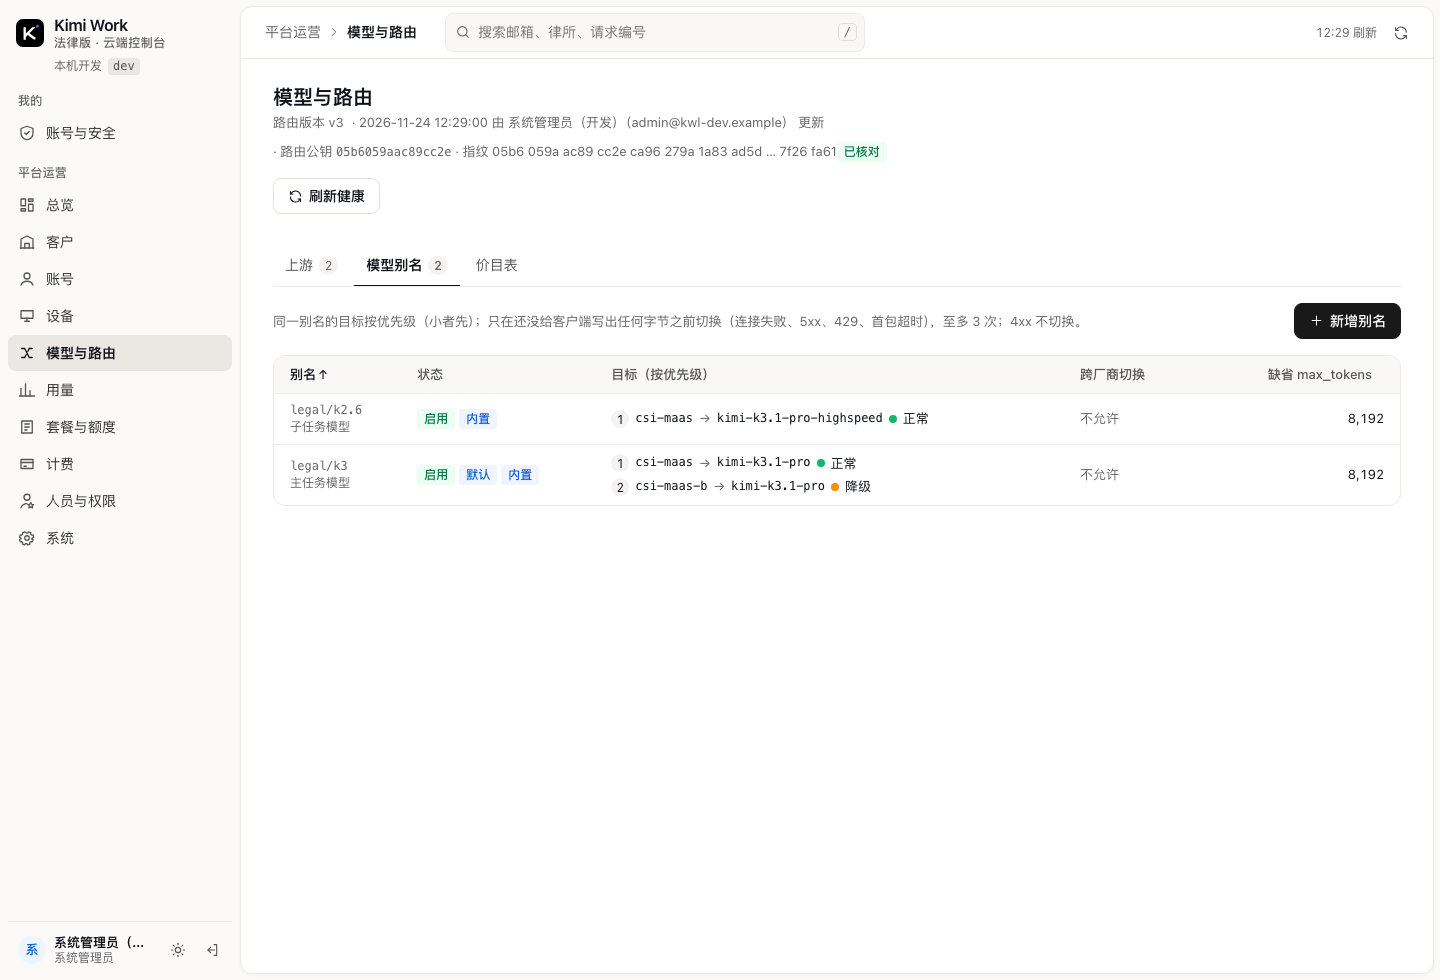 Kimi Work
法律版 · 云端控制台
本机开发 dev
我的
账号与安全
平台运营
总览
客户
账号
设备
模型与路由
用量
套餐与额度
计费
人员与权限
系统
系 系统管理员（...
系统管理员
平台运营 > 模型与路由
搜索邮箱、律所、请求编号 /
12:29 刷新
模型与路由
路由版本 v3 · 2026-11-24 12:29:00 由 系统管理员（开发）(admin@kwl-dev.example) 更新
· 路由公钥 05b6059aac89cc2e · 指纹 05b6 059a ac89 cc2e ca96 279a 1a83 ad5d ... 7f26 fa61 已核对
刷新健康
上游 2 模型别名 2 价目表
同一别名的目标按优先级（小者先）；只在还没给客户端写出任何字节之前切换（连接失败、5xx、429、首包超时），至多 3 次；4xx 不切换。
+ 新增别名
别名 ↑ 状态 目标（按优先级） 跨厂商切换 缺省 max_tokens
legal/k2.6
子任务模型
启用 内置
1 csi-maas → kimi-k3.1-pro-highspeed 正常
不允许
8,192
legal/k3
主任务模型
启用 默认 内置
1 csi-maas → kimi-k3.1-pro 正常
2 csi-maas-b → kimi-k3.1-pro 降级
不允许
8,192